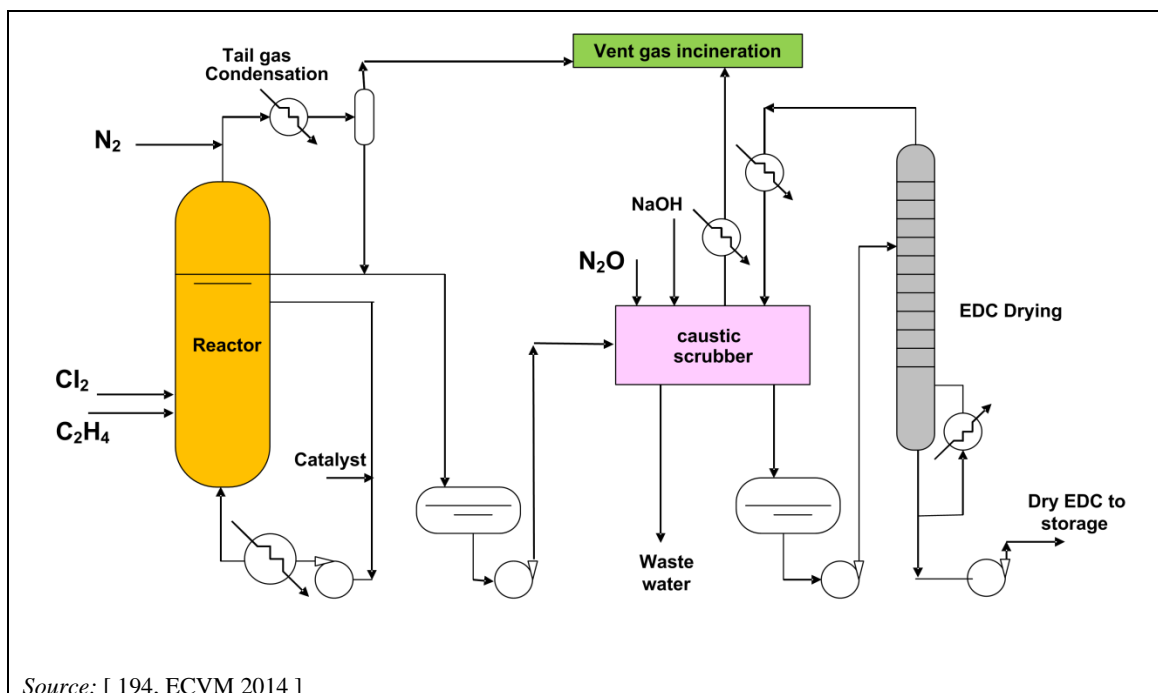 Vent gas incineration
Tail gas
Condensation
N₂
NaOH
N₂O
EDC Drying
caustic
scrubber
Reactor
Cl₂
C₂H₄
Catalyst
Waste
water
Dry EDC to
storage
Source: [ 194, ECVM 2014 ]